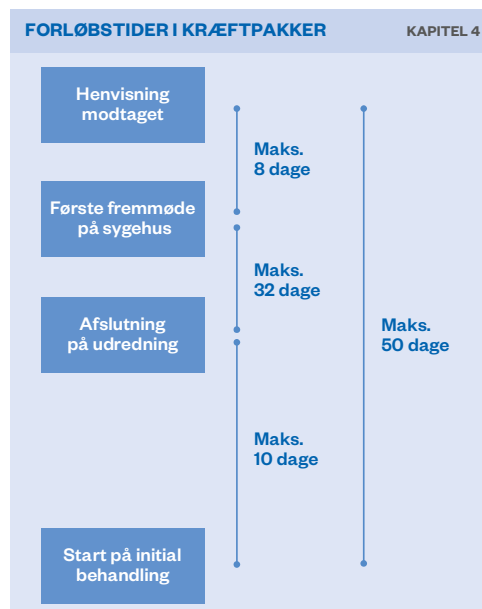 FORLØBSTIDER I KRÆFTPAKKER
KAPITEL 4
Henvisning
modtaget
Maks.
8 dage
Første fremmøde
på sygehus
Maks.
32 dage
Afslutning
på udredning
Maks.
50 dage
Maks.
10 dage
Start på initial
behandling